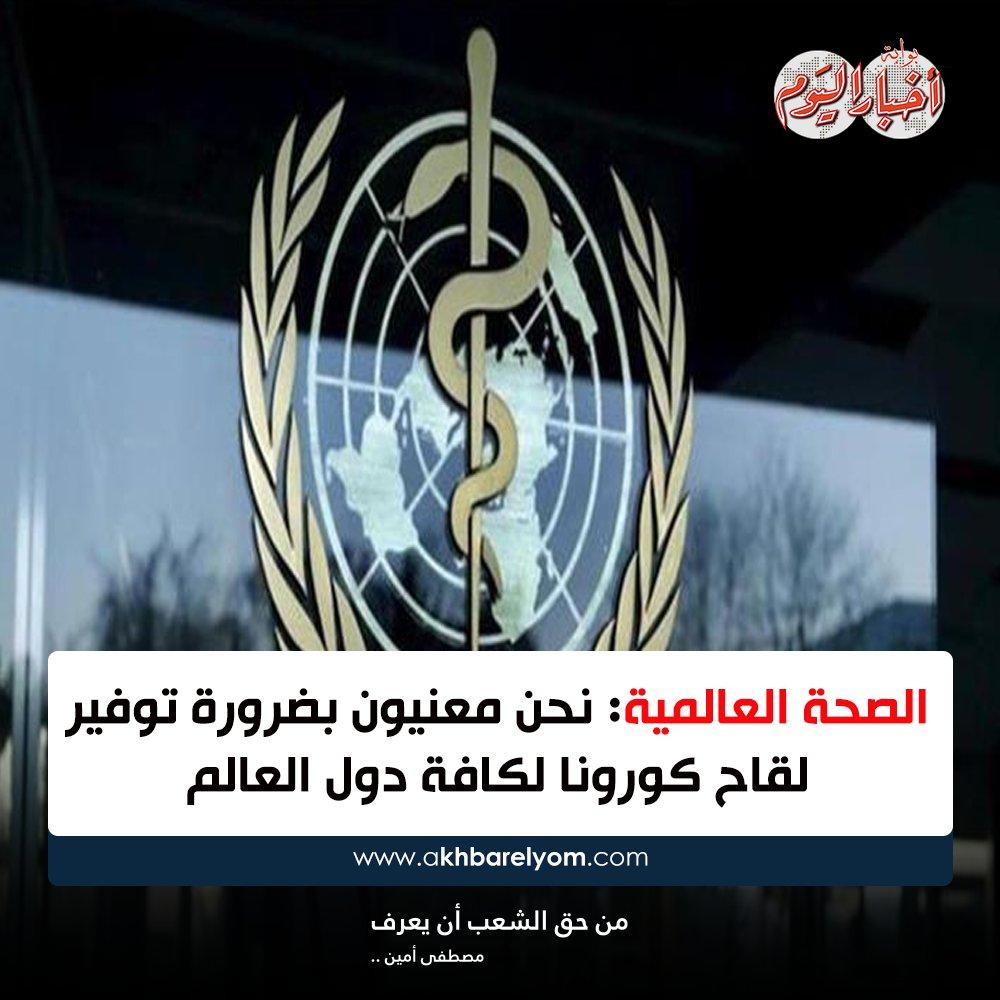 بوابة
أخبار اليوم
الصحة العالمية: نحن معنيون بضرورة توفير
لقاح كورونا لكافة دول العالم
www.akhbarelyom.com
من حق الشعب أن يعرف
مصطفى أمين ..